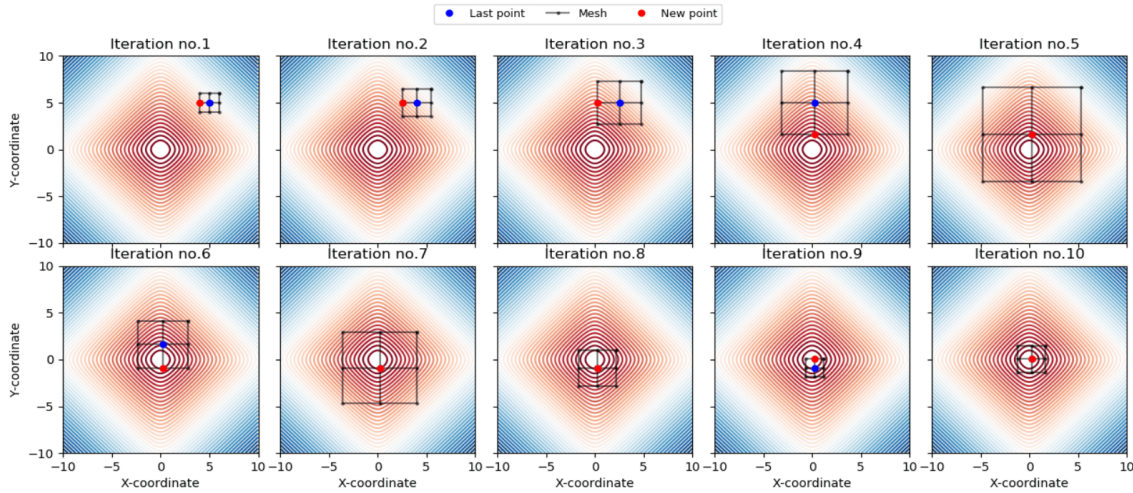 Last point Mesh New point
Iteration no.1 Iteration no.2 Iteration no.3 Iteration no.4 Iteration no.5
10
5
0
−5
−10
Y-coordinate
Iteration no.6 Iteration no.7 Iteration no.8 Iteration no.9 Iteration no.10
10
5
0
−5
−10
Y-coordinate
−10 −5 0 5 10 −10 −5 0 5 10 −10 −5 0 5 10 −10 −5 0 5 10 −10 −5 0 5 10
X-coordinate X-coordinate X-coordinate X-coordinate X-coordinate